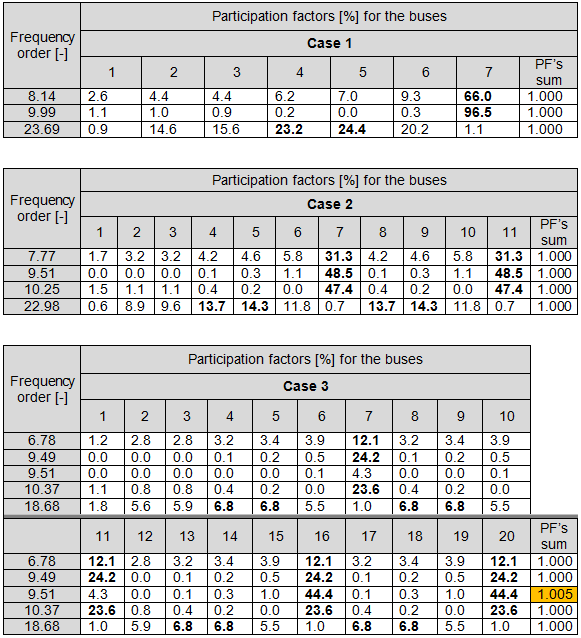 Frequency order [-] Participation factors [%] for the buses
Case 1
1 2 3 4 5 6 7 PF's sum
8.14 2.6 4.4 4.4 6.2 7.0 9.3 66.0 1.000
9.99 1.1 1.0 0.9 0.2 0.0 0.3 96.5 1.000
23.69 0.9 14.6 15.6 23.2 24.4 20.2 1.1 1.000
Frequency order [-] Participation factors [%] for the buses
Case 2
1 2 3 4 5 6 7 8 9 10 11 PF's sum
7.77 1.7 3.2 3.2 4.2 4.6 5.8 31.3 4.2 4.6 5.8 31.3 1.000
9.51 0.0 0.0 0.0 0.1 0.3 1.1 48.5 0.1 0.3 1.1 48.5 1.000
10.25 1.5 1.1 1.1 0.4 0.2 0.0 47.4 0.4 0.2 0.0 47.4 1.000
22.98 0.6 8.9 9.6 13.7 14.3 11.8 0.7 13.7 14.3 11.8 0.7 1.000
Frequency order [-] Participation factors [%] for the buses
Case 3
1 2 3 4 5 6 7 8 9 10
6.78 1.2 2.8 2.8 3.2 3.4 3.9 12.1 3.2 3.4 3.9
9.49 0.0 0.0 0.0 0.1 0.2 0.5 24.2 0.1 0.2 0.5
9.51 0.0 0.0 0.0 0.0 0.0 0.1 4.3 0.0 0.0 0.1
10.37 1.1 0.8 0.8 0.4 0.2 0.0 23.6 0.4 0.2 0.0
18.68 1.8 5.6 5.9 6.8 6.8 5.5 1.0 6.8 6.8 5.5
11 12 13 14 15 16 17 18 19 20 PF's sum
6.78 12.1 2.8 3.2 3.4 3.9 12.1 3.2 3.4 3.9 12.1 1.000
9.49 24.2 0.0 0.1 0.2 0.5 24.2 0.1 0.2 0.5 24.2 1.000
9.51 4.3 0.0 0.1 0.3 1.0 44.4 0.1 0.3 1.0 44.4 1.005
10.37 23.6 0.8 0.4 0.2 0.0 23.6 0.4 0.2 0.0 23.6 1.000
18.68 1.0 5.9 6.8 6.8 5.5 1.0 6.8 6.8 5.5 1.0 1.000